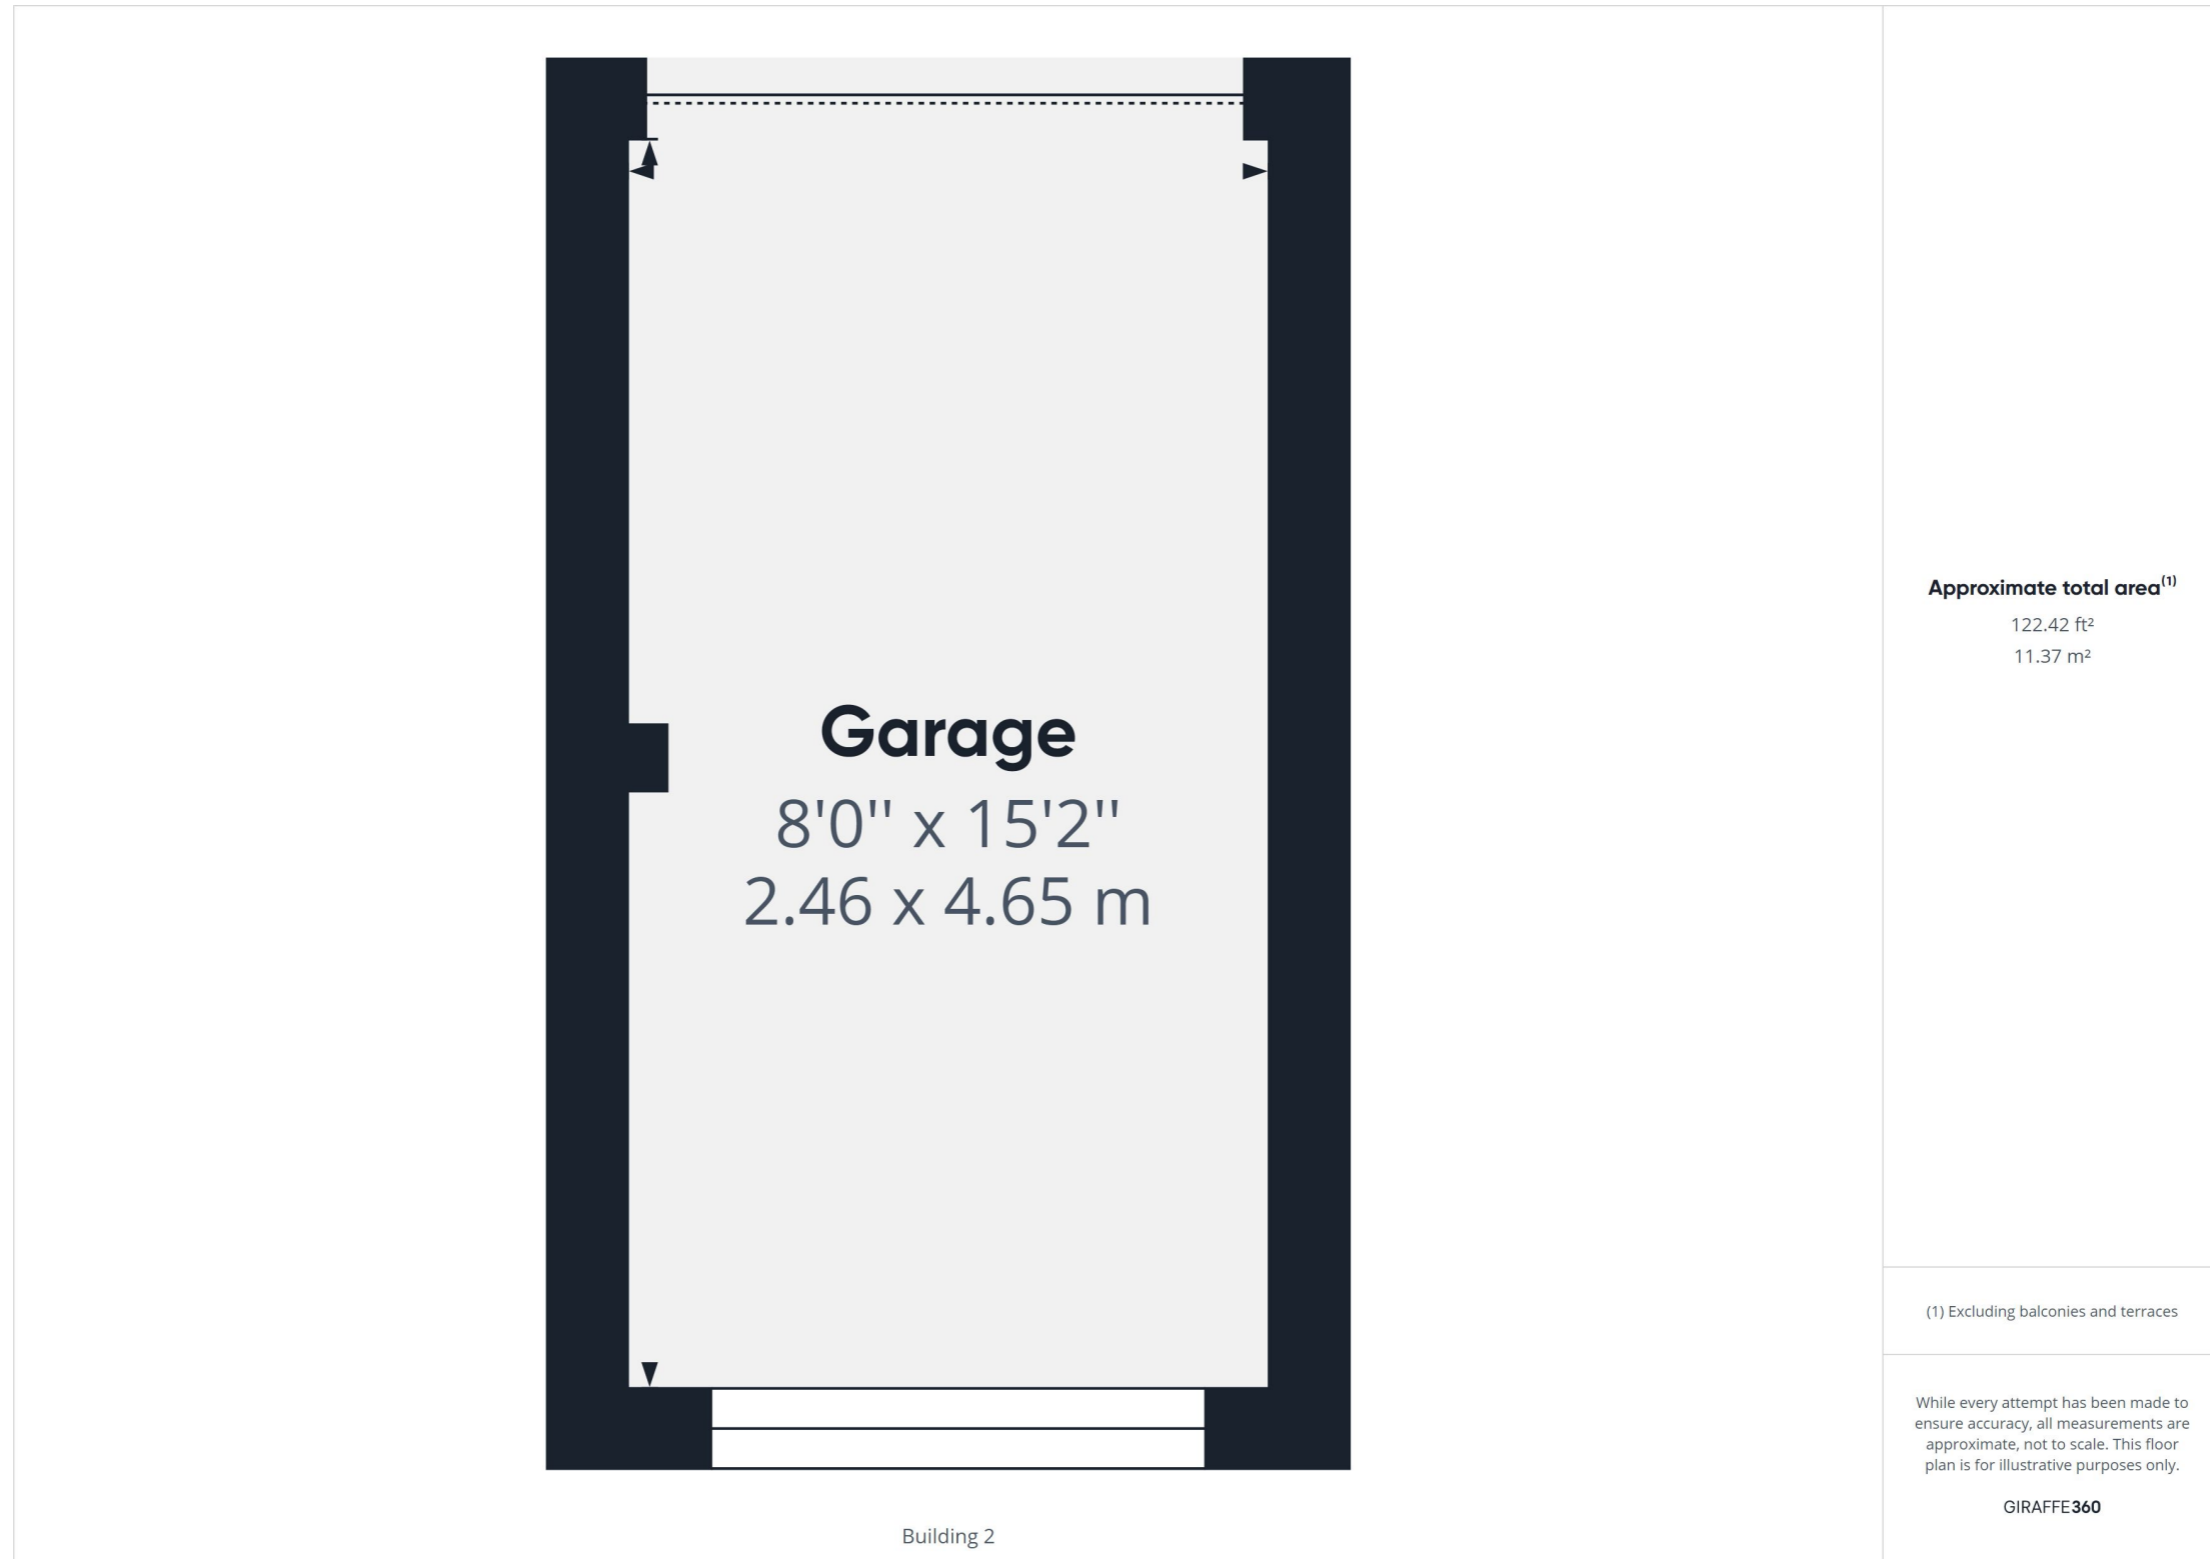 Garage
8'0'' x 15'2''
2.46 x 4.65 m
Building 2
Approximate total area(1)
122.42 ft²
11.37 m²
(1) Excluding balconies and terraces
While every attempt has been made to
ensure accuracy, all measurements are
approximate, not to scale. This floor
plan is for illustrative purposes only.
GIRAFFE360